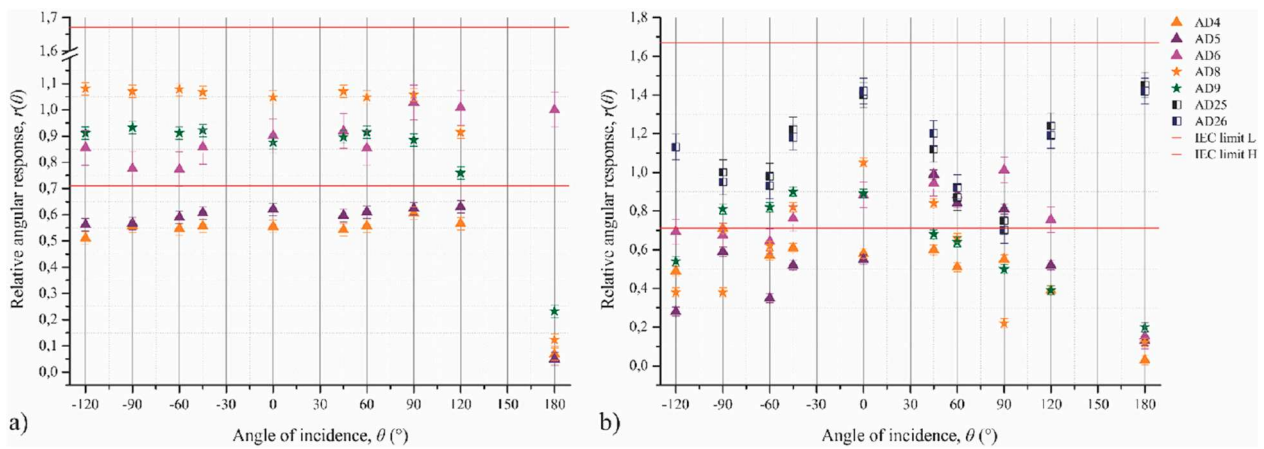 1,7
1,6
1,1
1,0
0,9
0,8
0,7
0,6
0,5
0,4
0,3
0,2
0,1
0,0
Relative angular response, r(θ)
-120 -90 -60 -30 0 30 60 90 120 150 180
Angle of incidence, θ (°)
a)
1,8
1,6
1,4
1,2
1,0
0,8
0,6
0,4
0,2
0,0
Relative angular response, r(θ)
-120 -90 -60 -30 0 30 60 90 120 150 180
Angle of incidence, θ (°)
b)
AD4
AD5
AD6
AD8
AD9
AD25
AD26
IEC limit L
IEC limit H